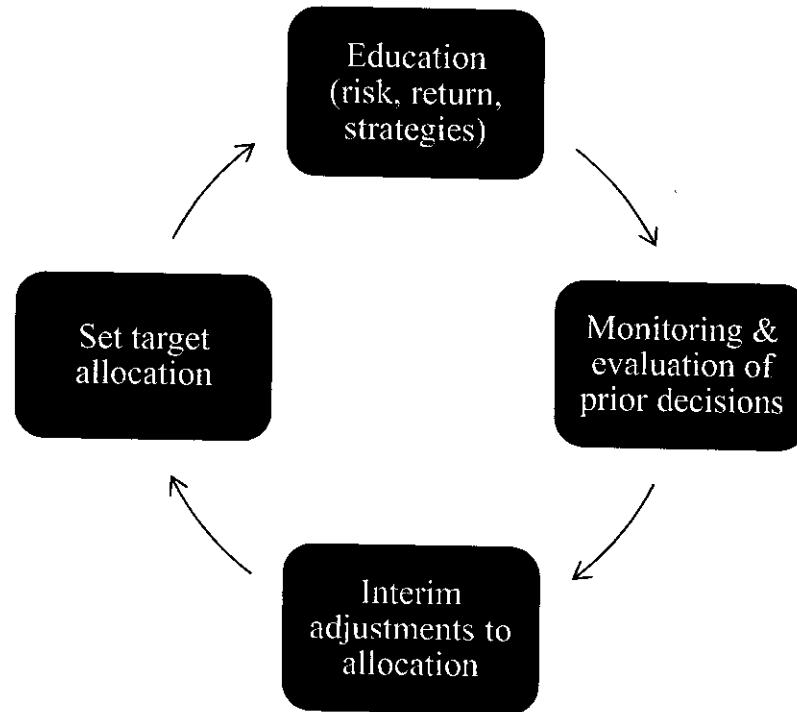 Education
(risk, return,
strategies)
Monitoring &
evaluation of
prior decisions
Interim
adjustments to
allocation
Set target
allocation